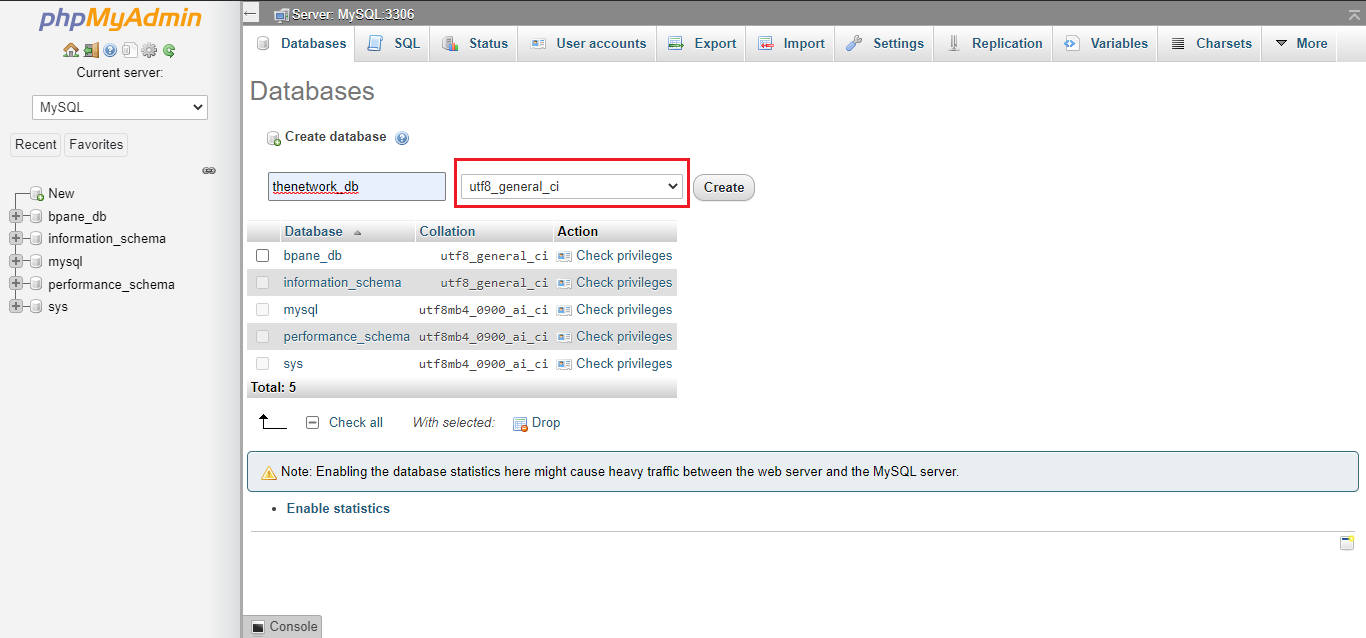 phpMyAdmin
Current server:
MySQL
Recent Favorites
New
bpane_db
information_schema
mysql
performance_schema
sys
Server: MySQL:3306
Databases SQL Status User accounts Export Import Settings Replication Variables Charsets More
Databases
Create database
thenetwork_db utf8_general_ci Create
Database Collation Action
bpane_db utf8_general_ci Check privileges
information_schema utf8_general_ci Check privileges
mysql utf8mb4_0900_ai_ci Check privileges
performance_schema utf8mb4_0900_ai_ci Check privileges
sys utf8mb4_0900_ai_ci Check privileges
Total: 5
Check all With selected: Drop
Note: Enabling the database statistics here might cause heavy traffic between the web server and the MySQL server.
• Enable statistics
Console